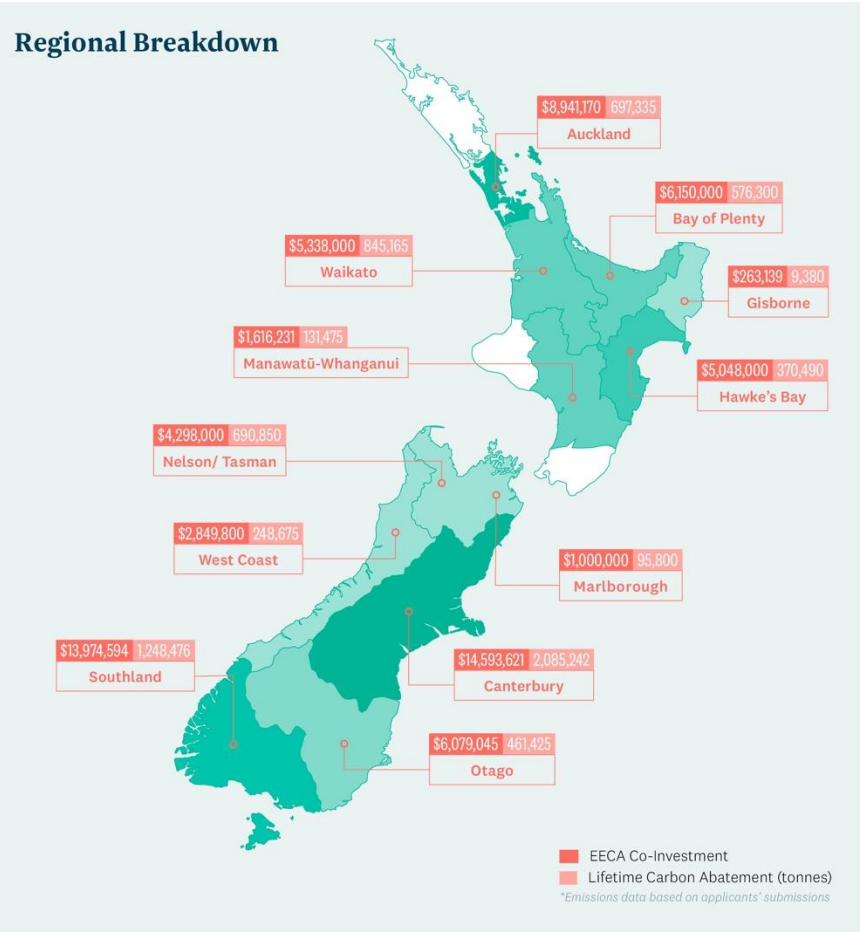 Regional Breakdown
$8,941,170 697,335
Auckland
$6,150,000 576,300
Bay of Plenty
$5,338,000 845,165
Waikato
$263,139 9,380
Gisborne
$1,616,231 131,475
Manawatū-Whanganui
$5,048,000 370,490
Hawke's Bay
$4,298,000 690,850
Nelson/ Tasman
$2,849,800 248,675
West Coast
$1,000,000 95,800
Marlborough
$13,974,594 1,248,476
Southland
$14,593,621 2,085,242
Canterbury
$6,079,045 461,425
Otago
EECA Co-Investment
Lifetime Carbon Abatement (tonnes)
*Emissions data based on applicants' submissions